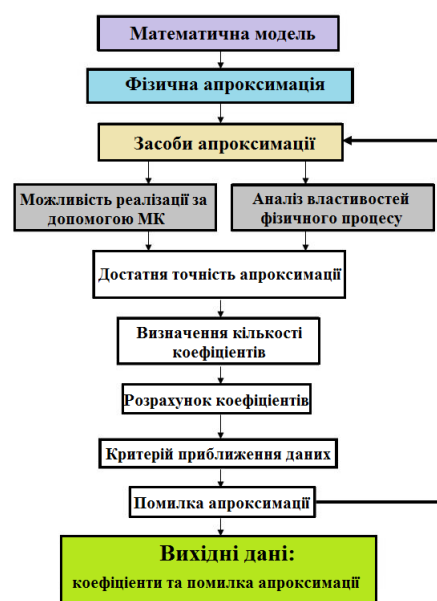 Математична модель
Фізична апроксимація
Засоби апроксимації
Можливість реалізації за
допомогою МК
Аналіз властивостей
фізичного процесу
Достатня точність апроксимації
Визначення кількості
коефіцієнтів
Розрахунок коефіцієнтів
Критерій приближення даних
Помилка апроксимації
Вихідні дані:
коефіцієнти та помилка апроксимації